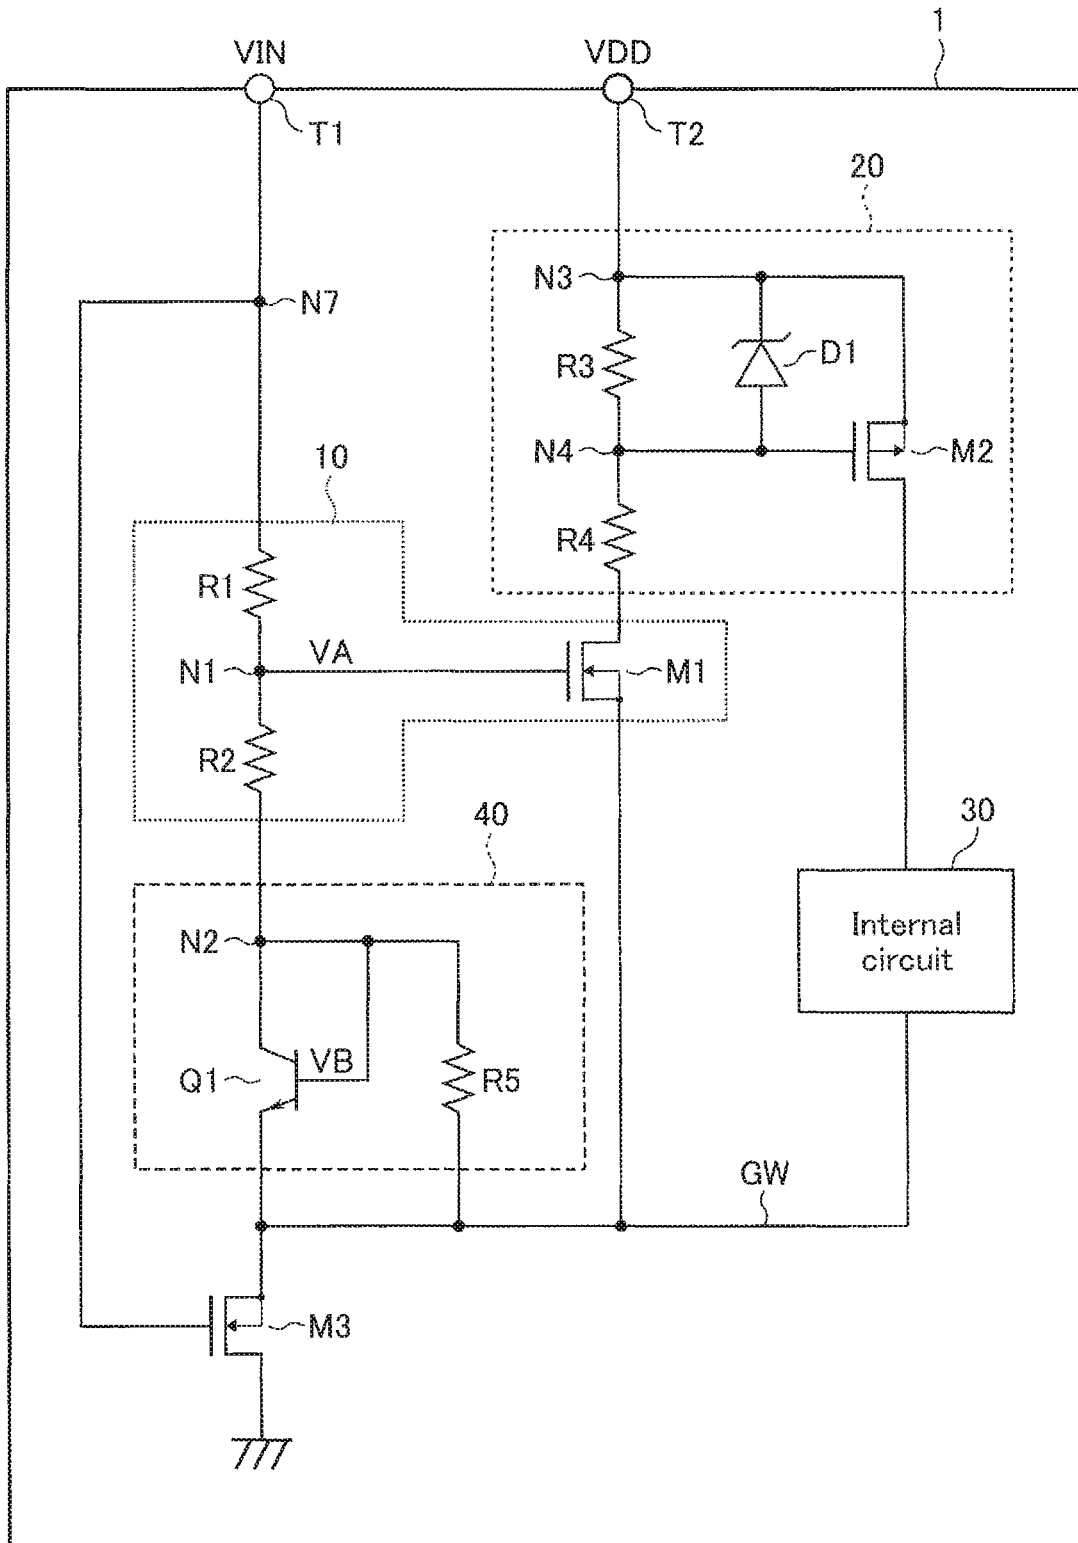 1
VIN
VDD
T1
T2
20
N3
N7
R3
D1
N4
M2
10
R4
R1
N1
VA
M1
R2
40
30
N2
Internal
circuit
Q1
VB
R5
GW
M3